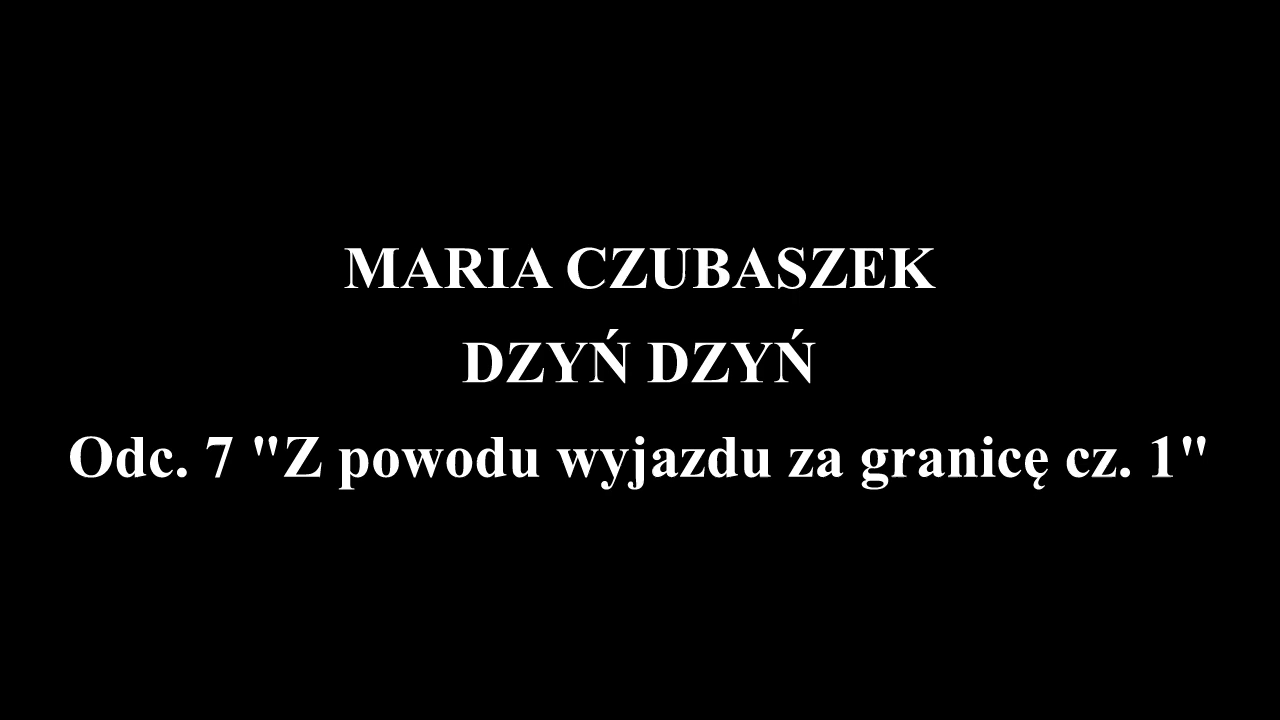 MARIA CZUBASZEK
DZYŃ DZYŃ
Odc. 7 "Z powodu wyjazdu za granicę cz. 1"